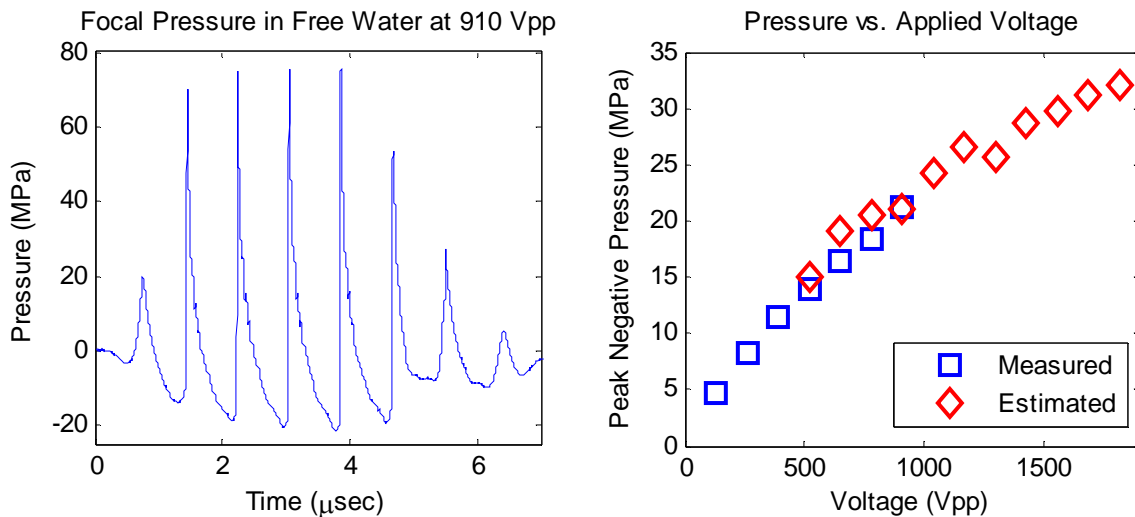 Focal Pressure in Free Water at 910 Vpp
80
60
40
20
0
-20
Pressure (MPa)
0 2 4 6
Time (μsec)
Pressure vs. Applied Voltage
35
30
25
20
15
10
5
0
Peak Negative Pressure (MPa)
Measured
Estimated
0 500 1000 1500
Voltage (Vpp)